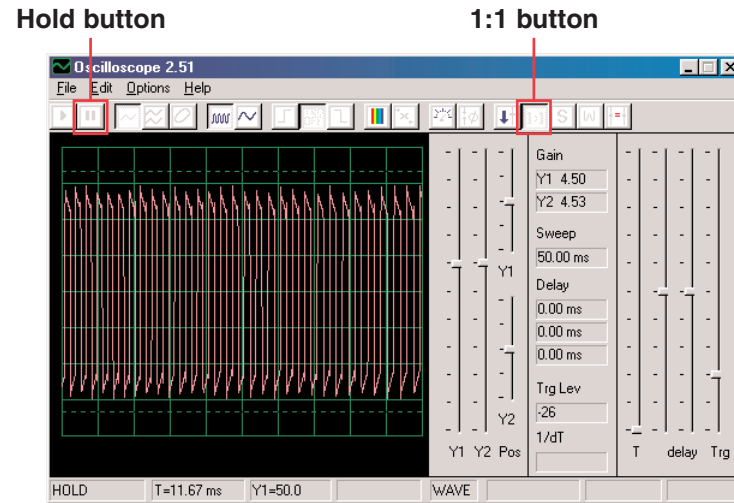 Hold button 1:1 button
Oscilloscope 2.51
File Edit Options Help
1:1 S W
Gain
Y1 4.50
Y2 4.53
Sweep
50.00 ms
Delay
0.00 ms
0.00 ms
0.00 ms
Trg Lev
-26
1/dT
Y1
Y2
Y1 Y2 Pos
T delay Trg
HOLD T=11.67 ms Y1=50.0 WAVE